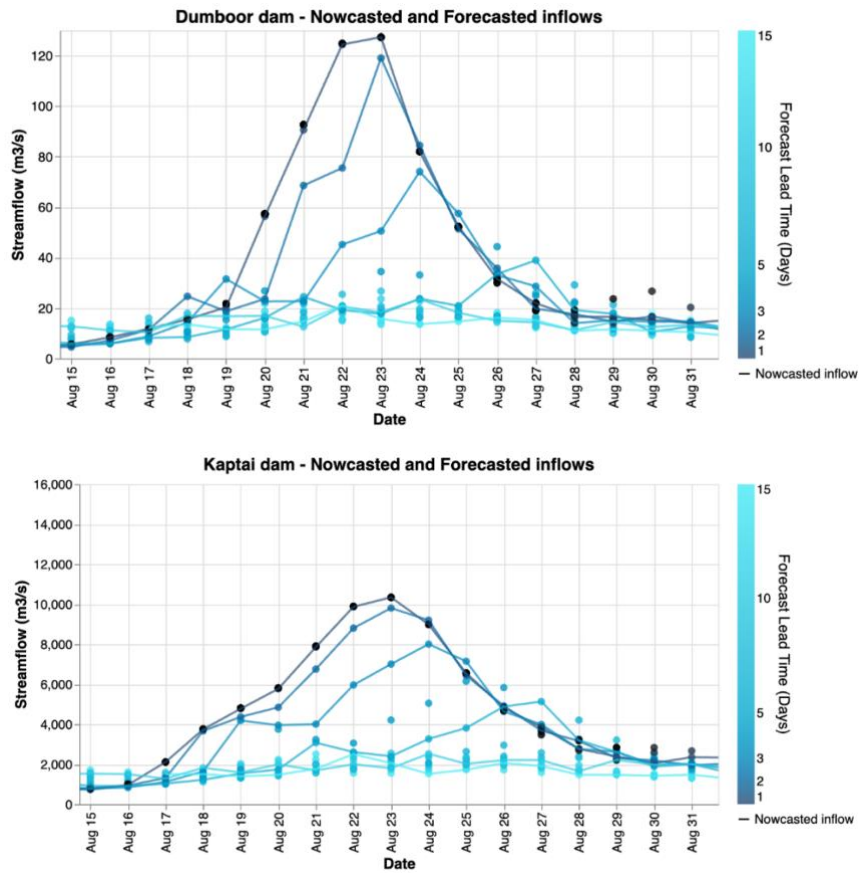 Dumboor dam - Nowcasted and Forecasted inflows
120
100
80
60
40
20
0
Streamflow (m3/s)
Aug 15
Aug 16
Aug 17
Aug 18
Aug 19
Aug 20
Aug 21
Aug 22
Aug 23
Aug 24
Aug 25
Aug 26
Aug 27
Aug 28
Aug 29
Aug 30
Aug 31
Date
15
10
5
3
2
1
Forecast Lead Time (Days)
Nowcasted inflow
Kaptai dam - Nowcasted and Forecasted inflows
16,000
14,000
12,000
10,000
8,000
6,000
4,000
2,000
0
Streamflow (m3/s)
Aug 15
Aug 16
Aug 17
Aug 18
Aug 19
Aug 20
Aug 21
Aug 22
Aug 23
Aug 24
Aug 25
Aug 26
Aug 27
Aug 28
Aug 29
Aug 30
Aug 31
Date
15
10
5
3
2
1
Forecast Lead Time (Days)
Nowcasted inflow